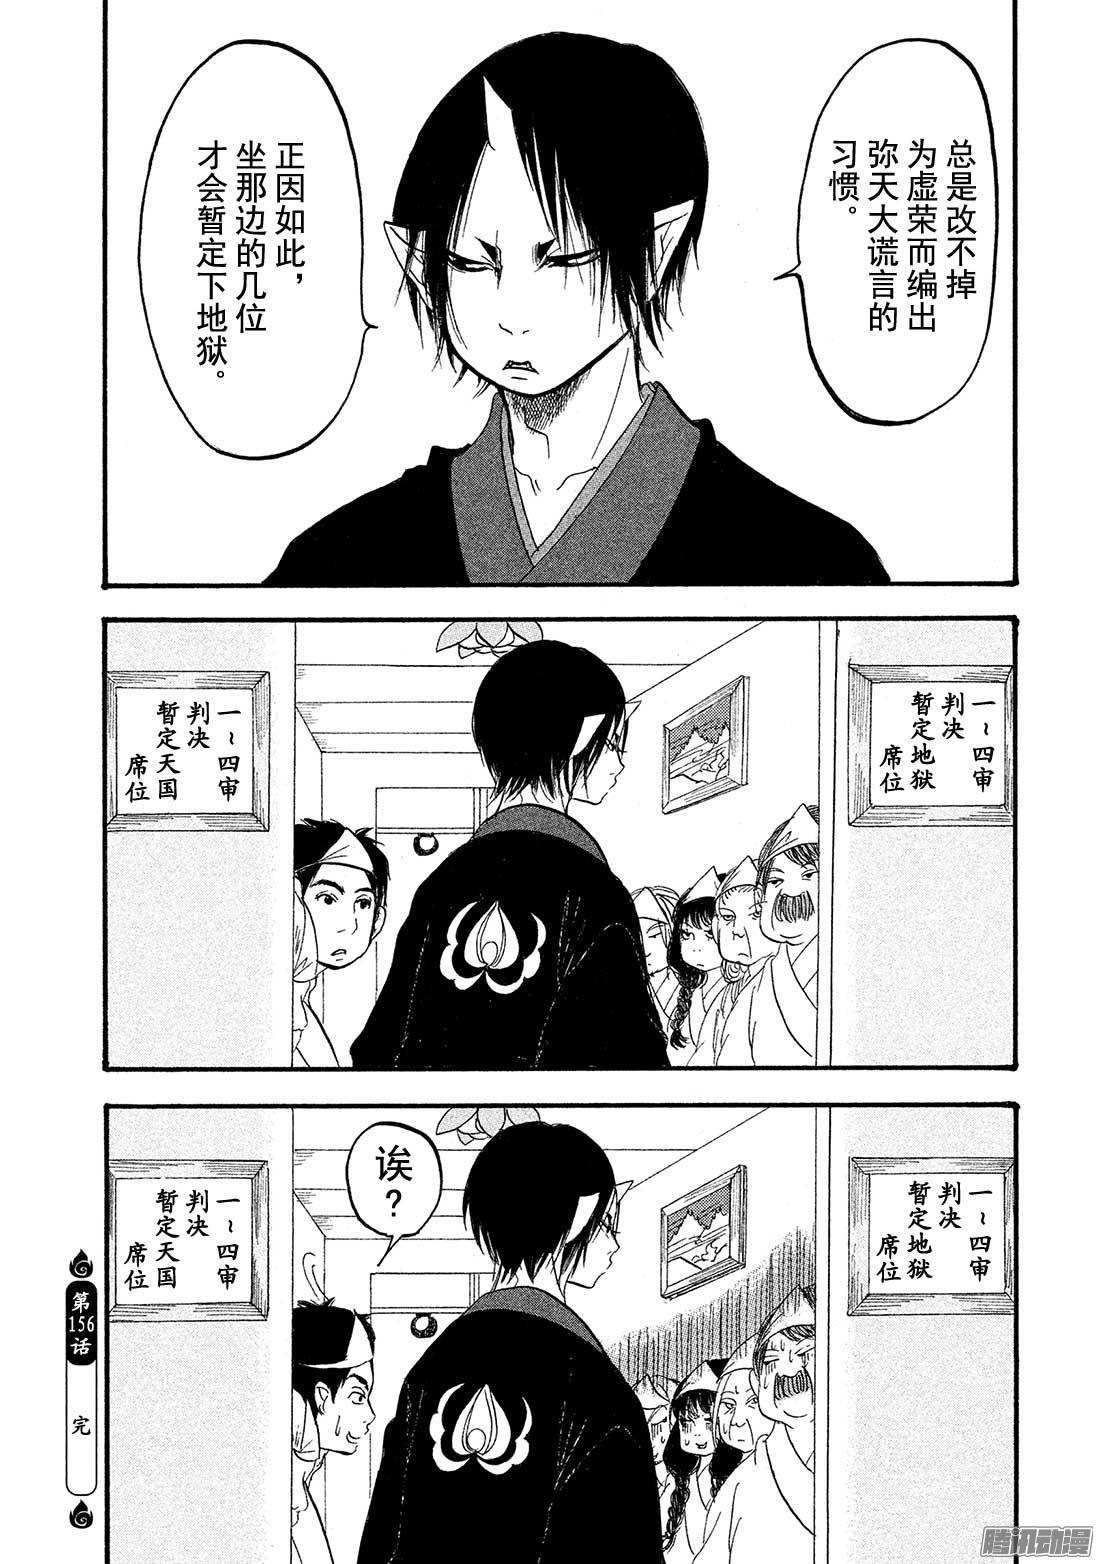 总是改不掉
为虚荣而编出
弥天大谎言的
习惯。
正因如此，
坐那边的几位
才会暂定下地狱。
一~四审
判决
暂定地狱
席位
一~四审
判决
暂定天国
席位
一~四审
判决
暂定地狱
席位
诶?
一~四审
判决
暂定天国
席位
第156话
完
腾讯动漫